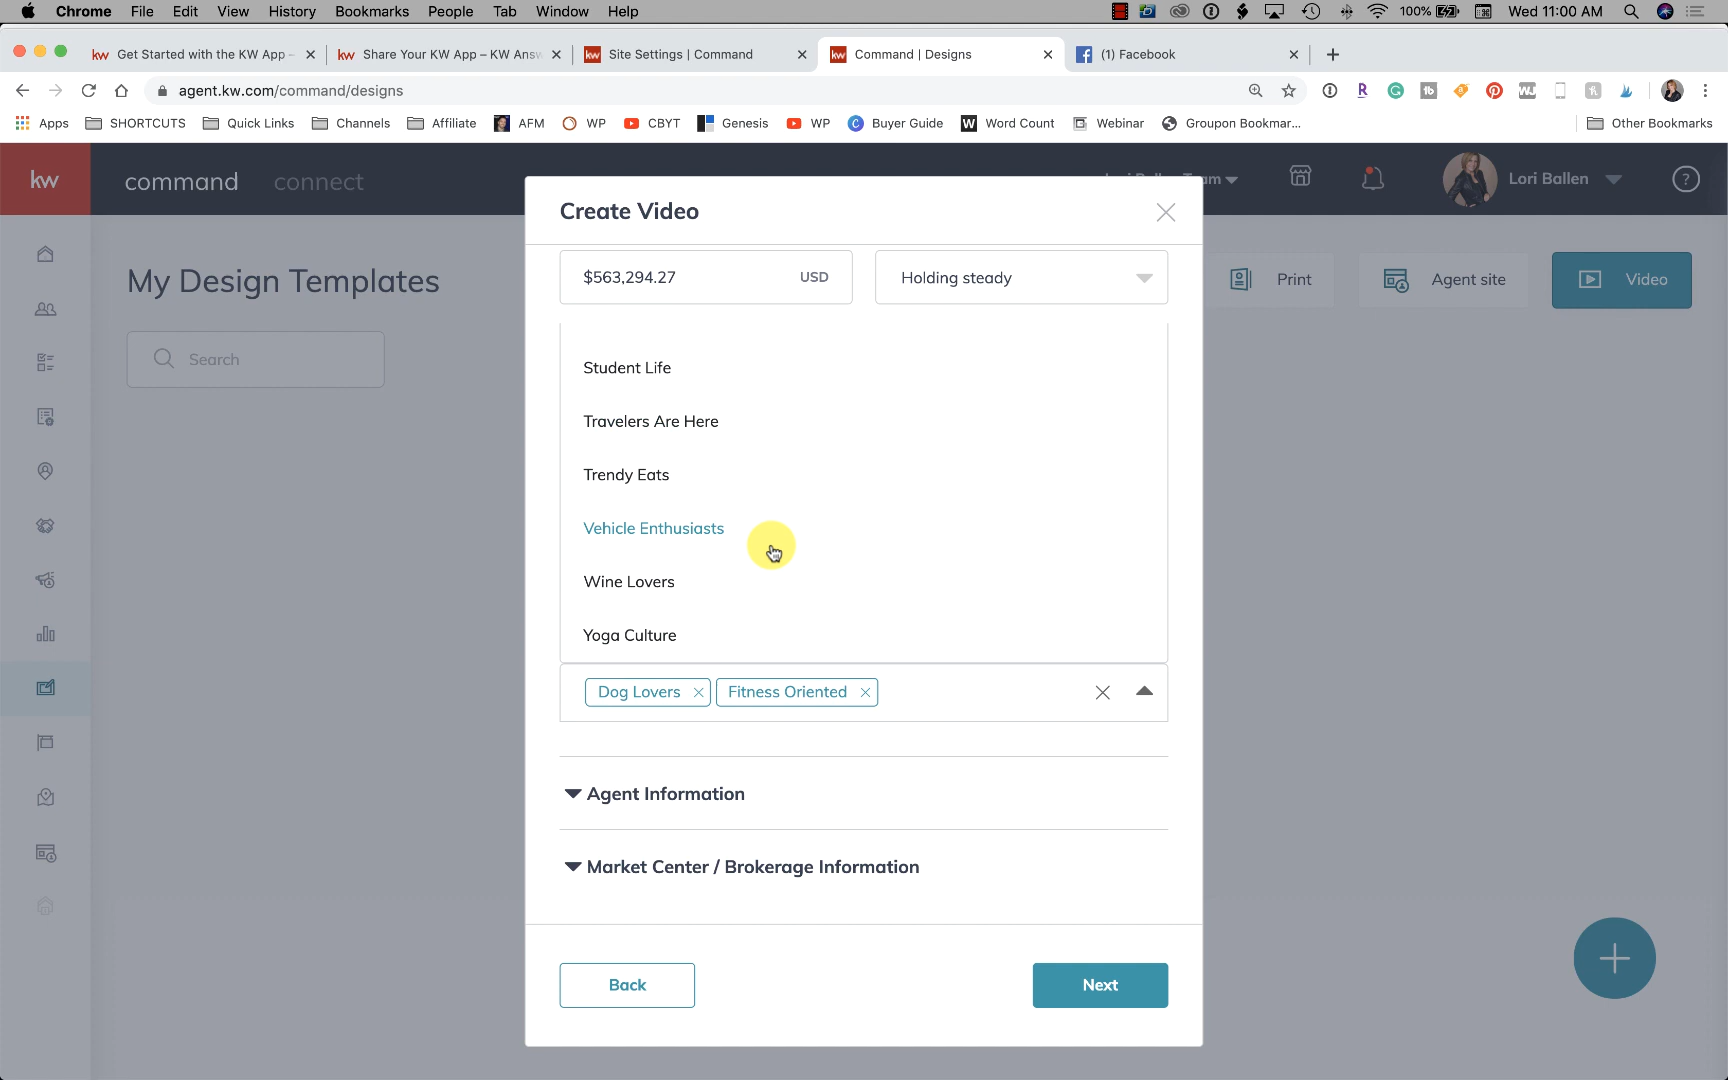 Chrome File Edit View History Bookmarks People Tab Window Help 100% Wed 11:00 AM
kw Get Started with the KW App - kw Share Your KW App – KW Answ kw Site Settings | Command kw Command | Designs (1) Facebook
agent.kw.com/command/designs
Apps SHORTCUTS Quick Links Channels Affiliate AFM WP CBYT Genesis WP Buyer Guide Word Count Webinar Groupon Bookmar... Other Bookmarks
kw command connect Lori Ballen
Create Video
My Design Templates
Print Agent site Video
$563,294.27 USD Holding steady
Search
Student Life
Travelers Are Here
Trendy Eats
Vehicle Enthusiasts
Wine Lovers
Yoga Culture
Dog Lovers Fitness Oriented
Agent Information
Market Center / Brokerage Information
Back Next